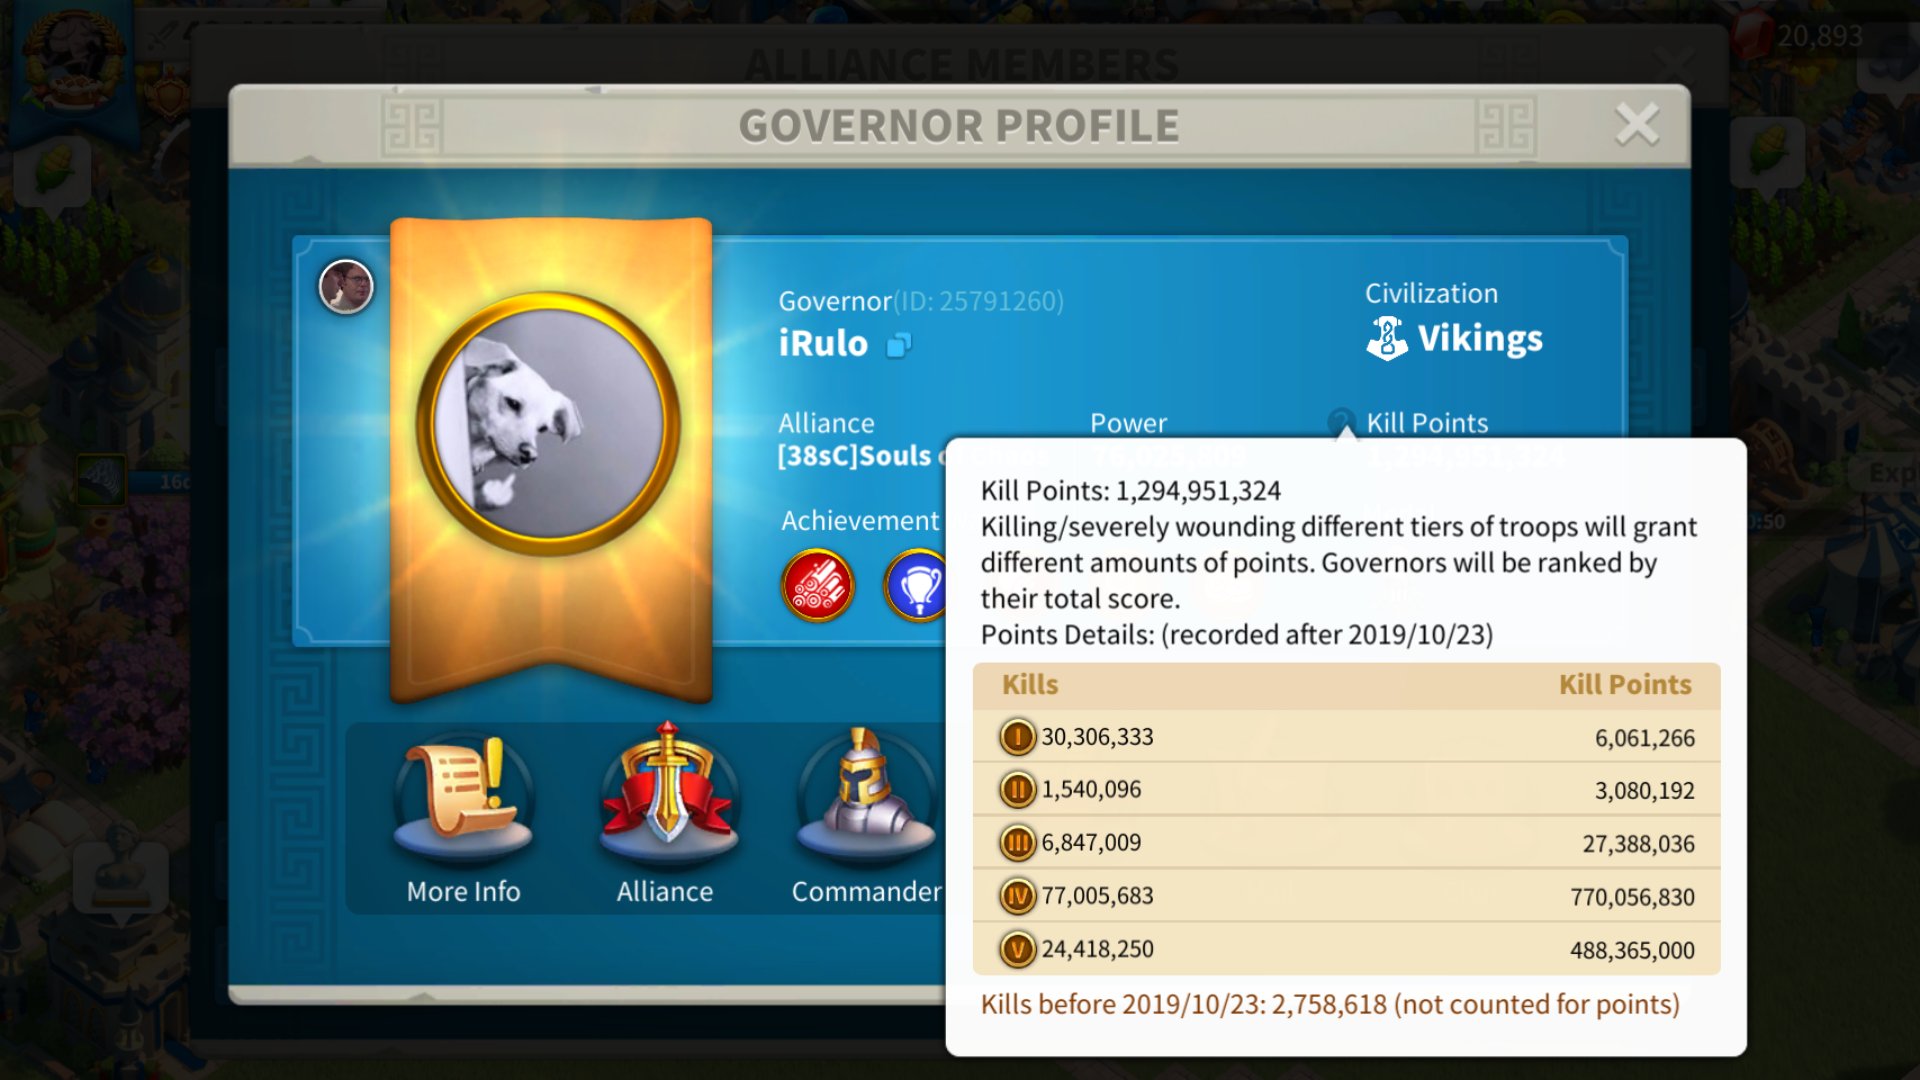 20,893
ALLIANCE MEMBERS
GOVERNOR PROFILE
Governor(ID: 25791260)
iRulo
Civilization
Vikings
Alliance
[38sC]Souls
Power
Kill Points
Achievement
Kill Points: 1,294,951,324
Killing/severely wounding different tiers of troops will grant
different amounts of points. Governors will be ranked by
their total score.
Points Details: (recorded after 2019/10/23)
Kills Kill Points
I 30,306,333 6,061,266
II 1,540,096 3,080,192
III 6,847,009 27,388,036
IV 77,005,683 770,056,830
V 24,418,250 488,365,000
Kills before 2019/10/23: 2,758,618 (not counted for points)
More Info
Alliance
Commander